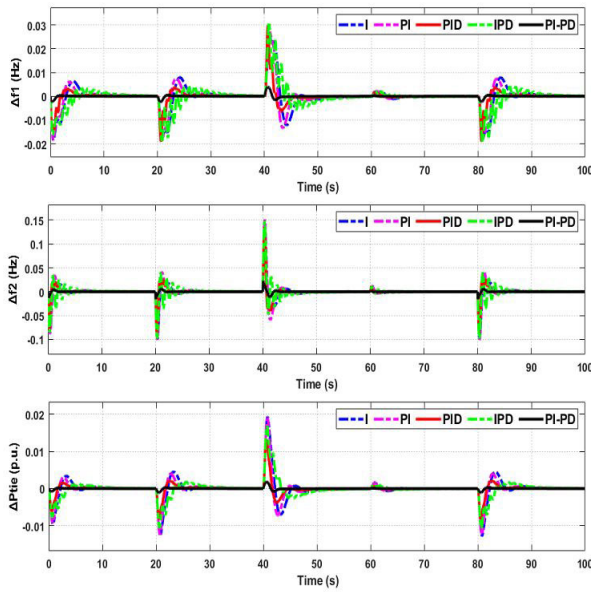 Δf1 (Hz)
0.03
0.02
0.01
0
-0.01
-0.02
I PI PID IPD PI-PD
0 10 20 30 40 50 60 70 80 90 100
Time (s)
Δf2 (Hz)
0.15
0.1
0.05
0
-0.05
-0.1
I PI PID IPD PI-PD
0 10 20 30 40 50 60 70 80 90 100
Time (s)
ΔPtie (p.u.)
0.02
0.01
0
-0.01
I PI PID IPD PI-PD
0 10 20 30 40 50 60 70 80 90 100
Time (s)